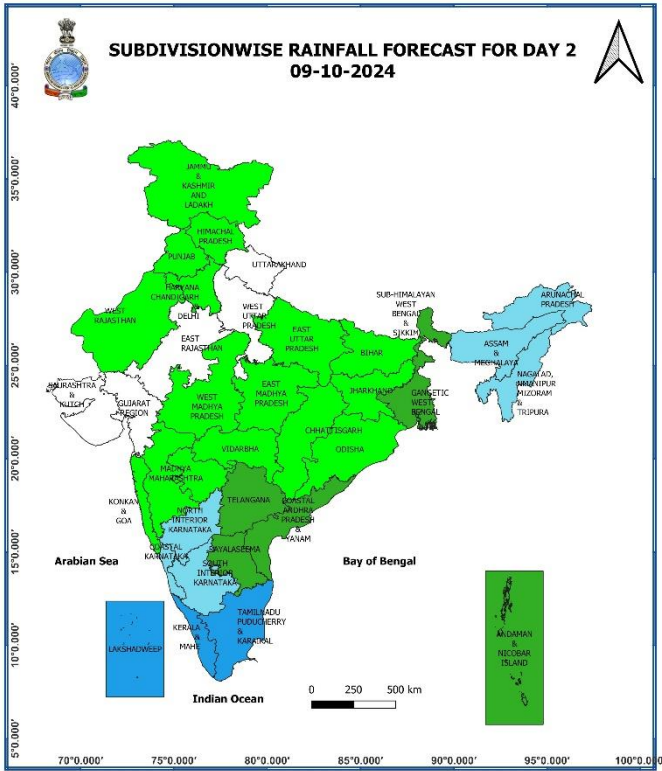 SUBDIVISIONWISE RAINFALL FORECAST FOR DAY 2
09-10-2024
40°0.000'
35°0.000'
30°0.000'
25°0.000'
20°0.000'
15°0.000'
10°0.000'
5°0.000'
JAMMU
&
KASHMIR
AND
LADAKH
HIMACHAL
PRADESH
PUNJAB
UTTARAKHAND
HARYANA
CHANDIGARH
DELHI
WEST
RAJASTHAN
WEST
UTTAR
PRADESH
EAST
RAJASTHAN
EAST
UTTAR
PRADESH
SUB-HIMALAYAN
WEST
BENGAL
&
SIKKIM
ARUNACHAL
PRADESH
ASSAM
&
MEGHALAYA
NAGALAD,
MANIPUR
MIZORAM
&
TRIPURA
BIHAR
SAURASHTRA
&
KUTCH
GUJARAT
REGION
WEST
MADHYA
PRADESH
EAST
MADHYA
PRADESH
JHARKHAND
GANGETIC
WEST
BENGAL
CHHATTISGARH
ODISHA
VIDARBHA
MADHYA
MAHARASHTRA
KONKAN
&
GOA
NORTH
INTERIOR
KARNATAKA
TELANGANA
COASTAL
ANDHRA
PRADESH
&
YANAM
COASTAL
KARNATAKA
RAYALASEEMA
SOUTH
INTERIOR
KARNATAKA
Arabian Sea
Bay of Bengal
KERALA
&
MAHE
TAMILNADU
PUDUCHERRY
&
KARAIKAL
LAKSHADWEEP
ANDAMAN
&
NICOBAR
ISLAND
Indian Ocean
0 250 500 km
70°0.000' 75°0.000' 80°0.000' 85°0.000' 90°0.000' 95°0.000' 100°0.000'